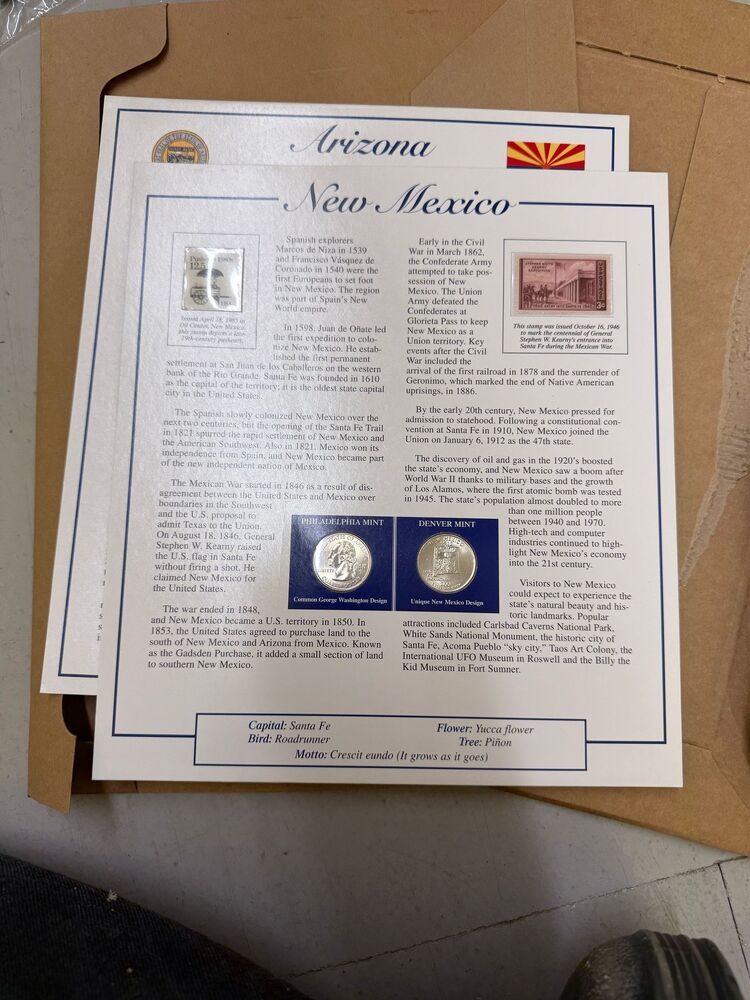 Arizona
New Mexico
Issued April 18, 1985 in
Oil Center, New Mexico,
this stamp depicts a late-
19th-century pushcart.
Spanish explorers
Marcos de Niza in 1539
and Francisco Vásquez de
Coronado in 1540 were the
first Europeans to set foot
in New Mexico. The region
was part of Spain's New
World empire.
In 1598, Juan de Oñate led
the first expedition to colo-
nize New Mexico. He estab-
lished the first permanent
settlement at San Juan de los Caballeros on the western
bank of the Rio Grande. Santa Fe was founded in 1610
as the capital of the territory; it is the oldest state capital
city in the United States.
The Spanish slowly colonized New Mexico over the
next two centuries, but the opening of the Santa Fe Trail
in 1821 spurred the rapid settlement of New Mexico and
the American Southwest. Also in 1821, Mexico won its
independence from Spain, and New Mexico became part
of the new independent nation of Mexico.
The Mexican War started in 1846 as a result of dis-
agreement between the United States and Mexico over
boundaries in the Southwest
and the U.S. proposal to
admit Texas to the Union.
On August 18, 1846, General
Stephen W. Kearny raised
the U.S. flag in Santa Fe
without firing a shot. He
claimed New Mexico for
the United States.
The war ended in 1848,
and New Mexico became a U.S. territory in 1850. In
1853, the United States agreed to purchase land to the
south of New Mexico and Arizona from Mexico. Known
as the Gadsden Purchase, it added a small section of land
to southern New Mexico.
Early in the Civil
War in March 1862,
the Confederate Army
attempted to take pos-
session of New
Mexico. The Union
Army defeated the
Confederates at
Glorieta Pass to keep
New Mexico as a
Union territory. Key
events after the Civil
War included the
arrival of the first railroad in 1878 and the surrender of
Geronimo, which marked the end of Native American
uprisings, in 1886.
STEPHEN WATTS
KEARNY
EXPEDITION
3¢
This stamp was issued October 16, 1946
to mark the centennial of General
Stephen W. Kearny's entrance into
Santa Fe during the Mexican War.
By the early 20th century, New Mexico pressed for
admission to statehood. Following a constitutional con-
vention at Santa Fe in 1910, New Mexico joined the
Union on January 6, 1912 as the 47th state.
The discovery of oil and gas in the 1920's boosted
the state's economy, and New Mexico saw a boom after
World War II thanks to military bases and the growth
of Los Alamos, where the first atomic bomb was tested
in 1945. The state's population almost doubled to more
than one million people
between 1940 and 1970.
High-tech and computer
industries continued to high-
light New Mexico's economy
into the 21st century.
Visitors to New Mexico
could expect to experience the
state's natural beauty and his-
toric landmarks. Popular
attractions included Carlsbad Caverns National Park,
White Sands National Monument, the historic city of
Santa Fe, Acoma Pueblo "sky city," Taos Art Colony, the
International UFO Museum in Roswell and the Billy the
Kid Museum in Fort Sumner.
PHILADELPHIA MINT
LIBERTY
Common George Washington Design
DENVER MINT
Unique New Mexico Design
Capital: Santa Fe
Bird: Roadrunner
Flower: Yucca flower
Tree: Piñon
Motto: Crescit eundo (It grows as it goes)